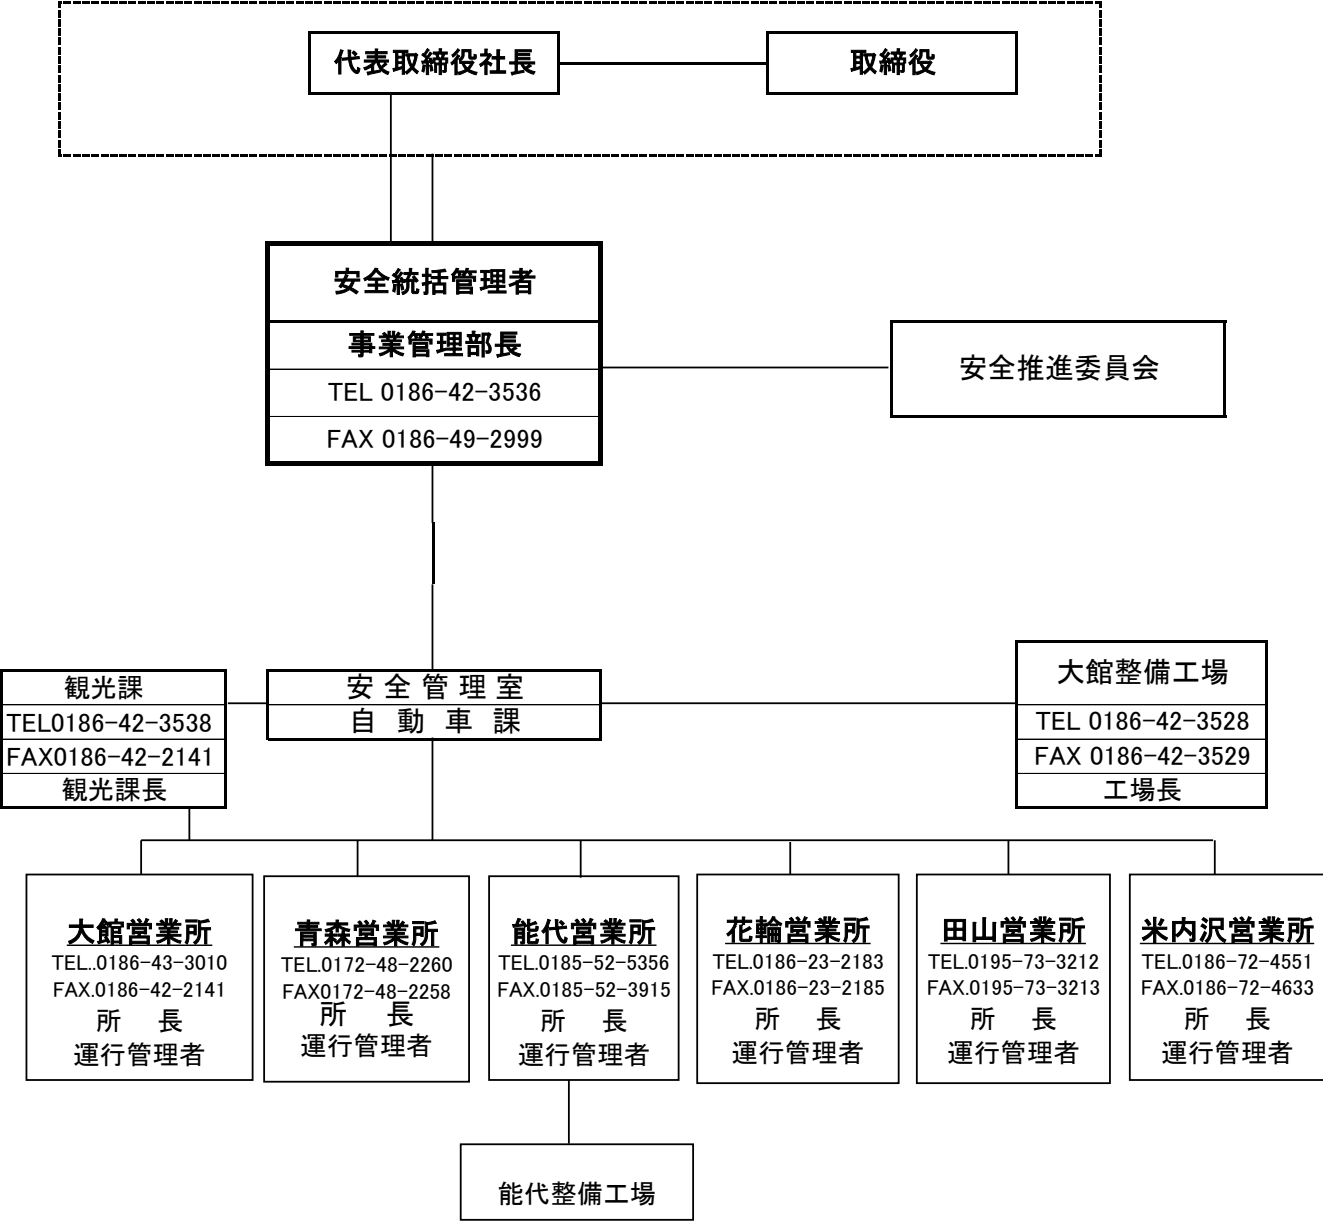 代表取締役社長
取締役
安全統括管理者
事業管理部長
TEL 0186-42-3536
FAX 0186-49-2999
安全推進委員会
観光課
TEL0186-42-3538
FAX0186-42-2141
観光課長
安 全 管 理 室
自 動 車 課
大館整備工場
TEL 0186-42-3528
FAX 0186-42-3529
工場長
大館営業所
TEL..0186-43-3010
FAX.0186-42-2141
所 長
運行管理者
青森営業所
TEL.0172-48-2260
FAX0172-48-2258
所 長
運行管理者
能代営業所
TEL.0185-52-5356
FAX.0185-52-3915
所 長
運行管理者
花輪営業所
TEL.0186-23-2183
FAX.0186-23-2185
所 長
運行管理者
田山営業所
TEL.0195-73-3212
FAX.0195-73-3213
所 長
運行管理者
米内沢営業所
TEL.0186-72-4551
FAX.0186-72-4633
所 長
運行管理者
能代整備工場